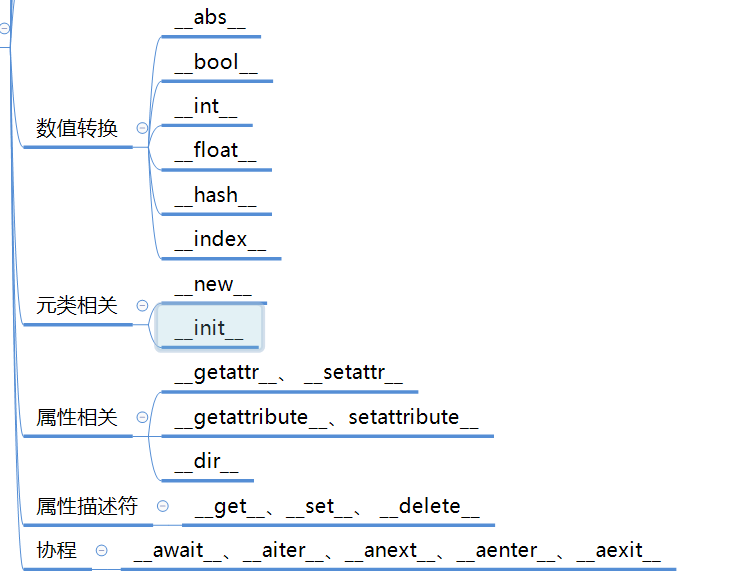 __abs__
__bool__
__int__
数值转换
__float__
__hash__
__index__
__new__
元类相关
__init__
__getattr__、 __setattr__
属性相关
__getattribute__、setattribute__
__dir__
属性描述符
__get__、__set__、 __delete__
协程
__await__、__aiter__、__anext__、__aenter__、__aexit__